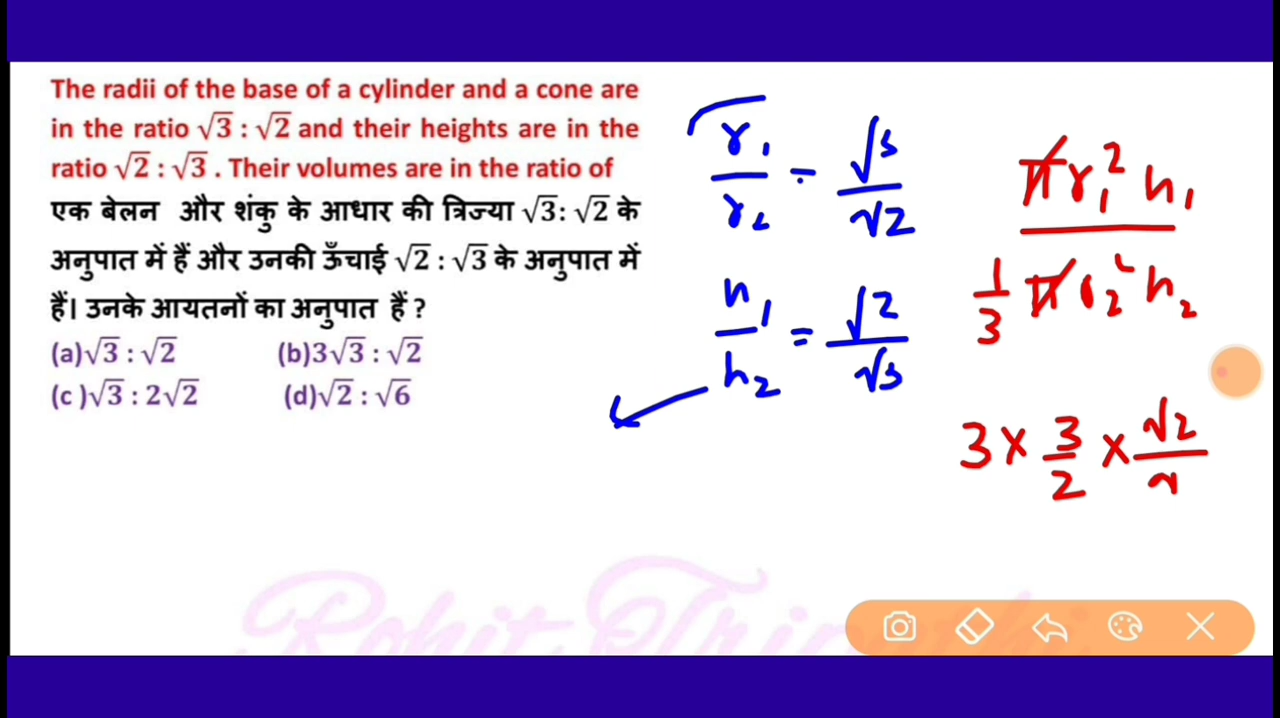 The radii of the base of a cylinder and a cone are
in the ratio √3 : √2 and their heights are in the
ratio √2 : √3 . Their volumes are in the ratio of
एक बेलन और शंकु के आधार की त्रिज्या √3: √2 के
अनुपात में हैं और उनकी ऊँचाई √2 : √3 के अनुपात में
हैं। उनके आयतनों का अनुपात हैं ?
(a)√3 : √2 (b)3√3 : √2
(c )√3 : 2√2 (d)√2 : √6
r₁/r₂ = √3/√2
h₁/h₂ = √2/√3
πr₁²h₁
1/3 πr₂²h₂
3 × 3/2 × √2/
Rohit